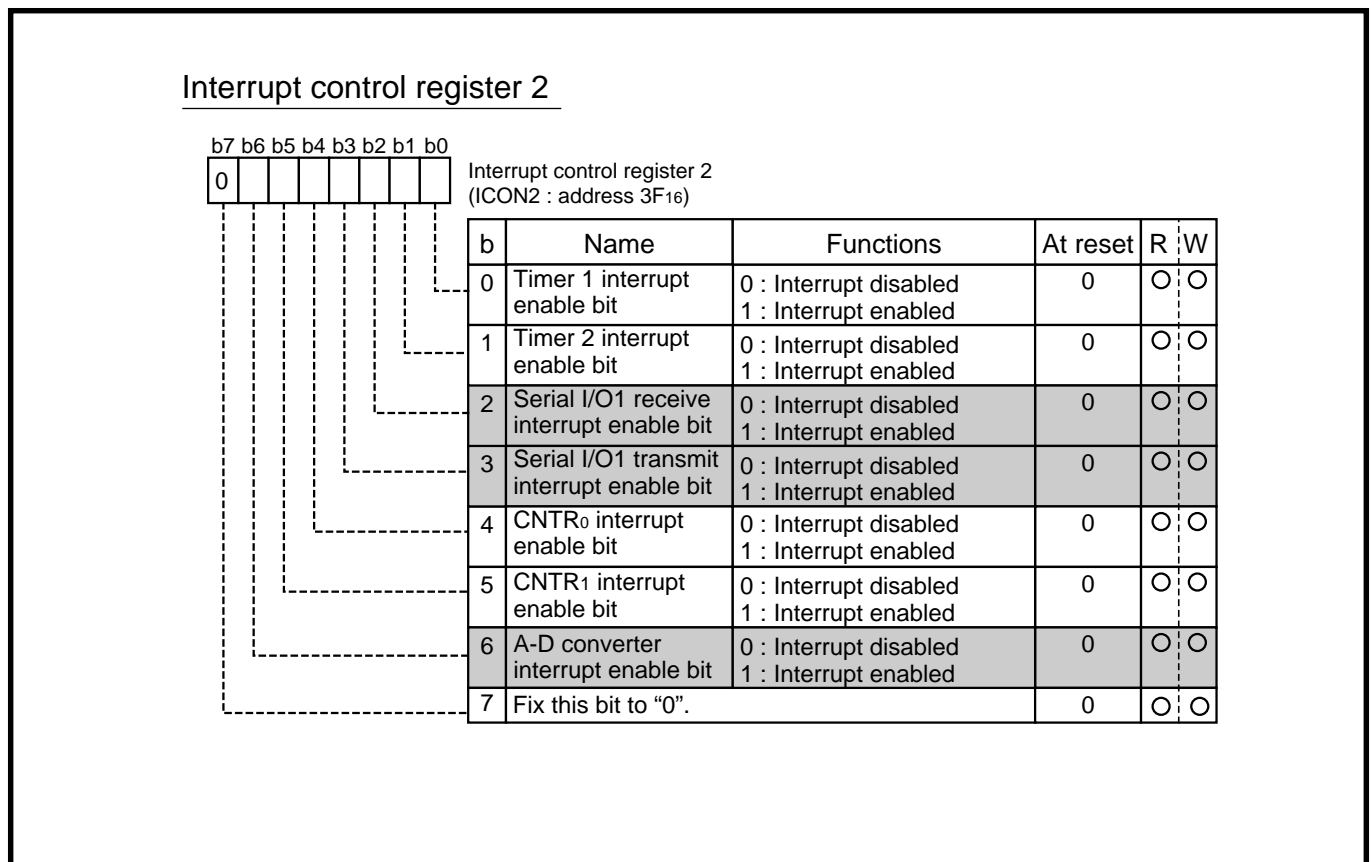 Interrupt control register 2
b7 b6 b5 b4 b3 b2 b1 b0
0
Interrupt control register 2
(ICON2 : address 3F16)
b Name Functions At reset R W
0 Timer 1 interrupt enable bit 0 : Interrupt disabled 1 : Interrupt enabled 0 ○ ○
1 Timer 2 interrupt enable bit 0 : Interrupt disabled 1 : Interrupt enabled 0 ○ ○
2 Serial I/O1 receive interrupt enable bit 0 : Interrupt disabled 1 : Interrupt enabled 0 ○ ○
3 Serial I/O1 transmit interrupt enable bit 0 : Interrupt disabled 1 : Interrupt enabled 0 ○ ○
4 CNTR0 interrupt enable bit 0 : Interrupt disabled 1 : Interrupt enabled 0 ○ ○
5 CNTR1 interrupt enable bit 0 : Interrupt disabled 1 : Interrupt enabled 0 ○ ○
6 A-D converter interrupt enable bit 0 : Interrupt disabled 1 : Interrupt enabled 0 ○ ○
7 Fix this bit to “0”. 0 ○ ○